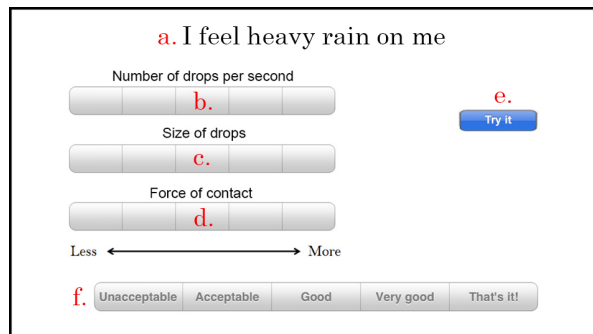 a. I feel heavy rain on me
Number of drops per second
b.
e.
Try it
Size of drops
c.
Force of contact
d.
Less More
f. Unacceptable Acceptable Good Very good That's it!